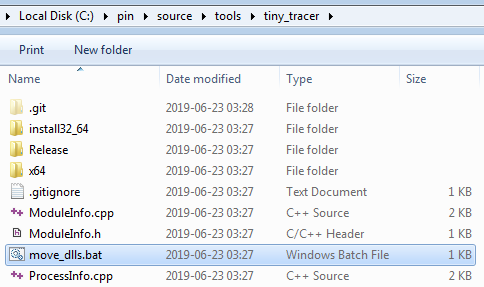 Local Disk (C:) ▸ pin ▸ source ▸ tools ▸ tiny_tracer ▸
Print New folder
Name Date modified Type Size
.git 2019-06-23 03:28 File folder
install32_64 2019-06-23 03:27 File folder
Release 2019-06-23 03:27 File folder
x64 2019-06-23 03:27 File folder
.gitignore 2019-06-23 03:27 Text Document 1 KB
ModuleInfo.cpp 2019-06-23 03:27 C++ Source 2 KB
ModuleInfo.h 2019-06-23 03:27 C/C++ Header 1 KB
move_dlls.bat 2019-06-23 03:27 Windows Batch File 1 KB
ProcessInfo.cpp 2019-06-23 03:27 C++ Source 2 KB